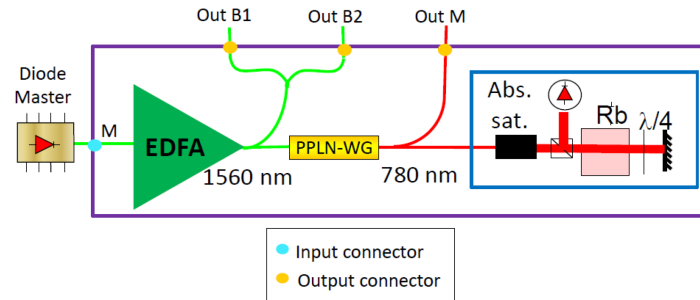 Out B1
Out B2
Out M
Diode
Master
M
EDFA
1560 nm
PPLN-WG
780 nm
Abs.
sat.
Rb
λ/4
Input connector
Output connector